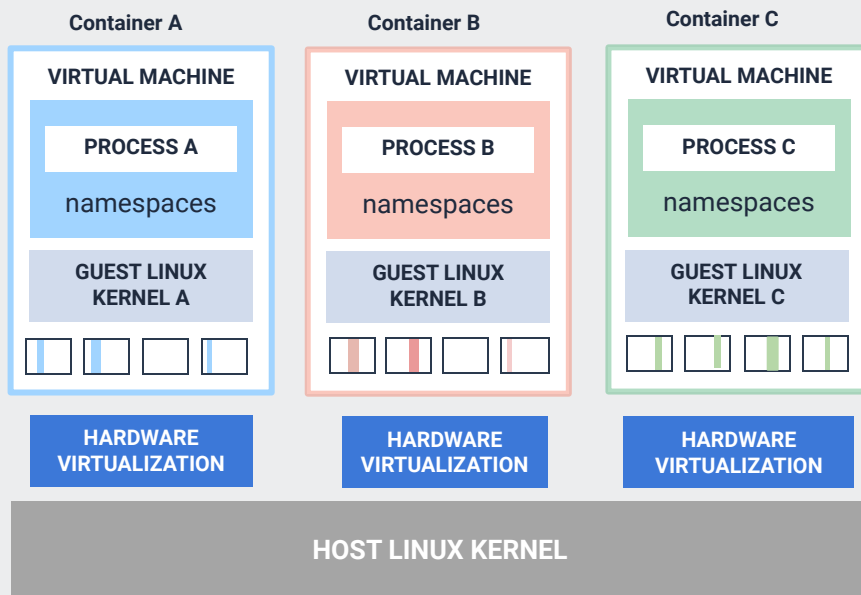 Container A
VIRTUAL MACHINE
PROCESS A
namespaces
GUEST LINUX
KERNEL A
HARDWARE
VIRTUALIZATION
Container B
VIRTUAL MACHINE
PROCESS B
namespaces
GUEST LINUX
KERNEL B
HARDWARE
VIRTUALIZATION
Container C
VIRTUAL MACHINE
PROCESS C
namespaces
GUEST LINUX
KERNEL C
HARDWARE
VIRTUALIZATION
HOST LINUX KERNEL